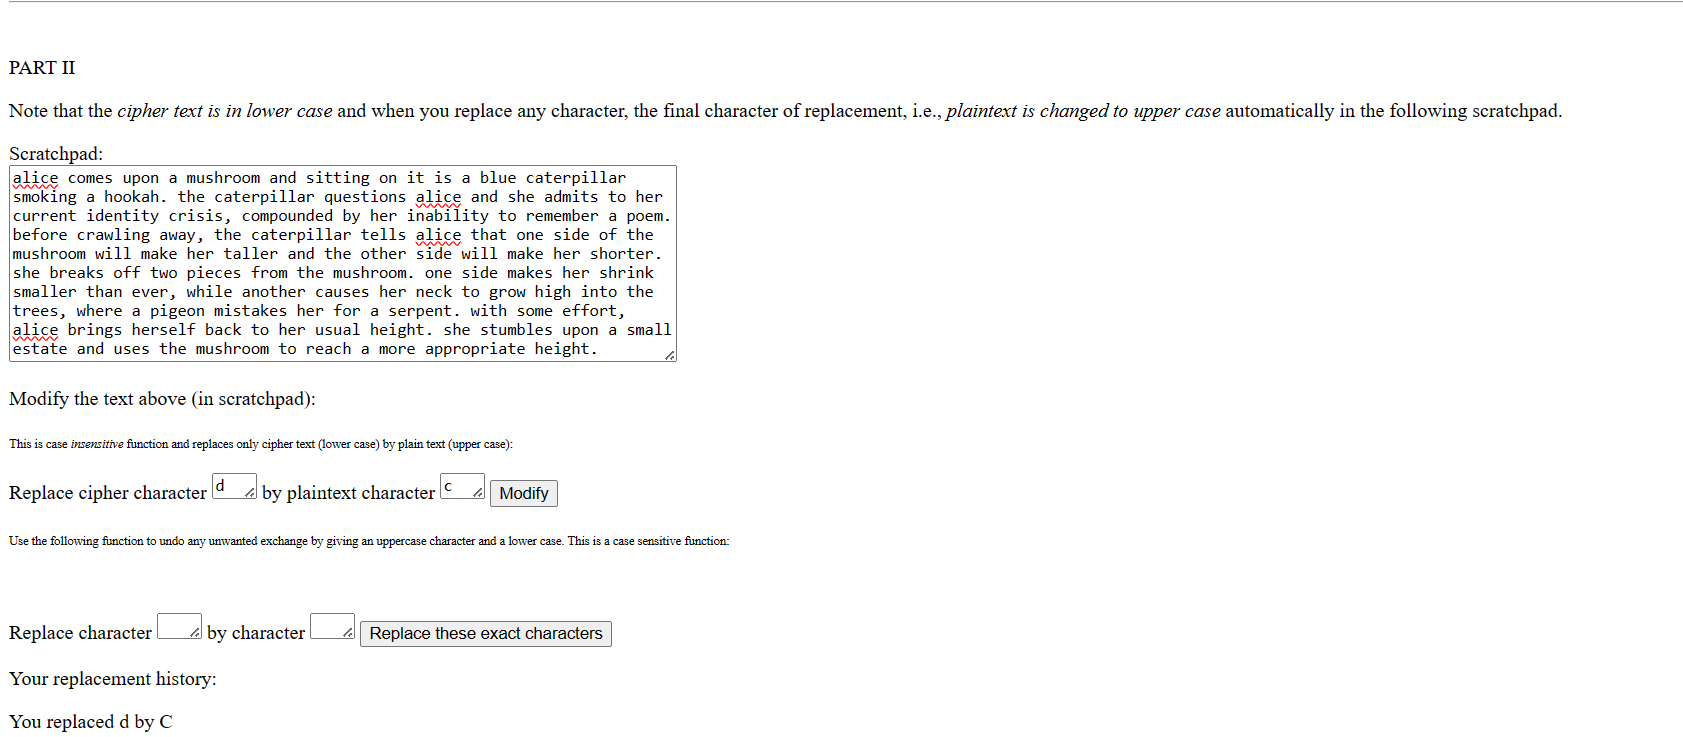 PART II
Note that the cipher text is in lower case and when you replace any character, the final character of replacement, i.e., plaintext is changed to upper case automatically in the following scratchpad.
Scratchpad:
alice comes upon a mushroom and sitting on it is a blue caterpillar
smoking a hookah. the caterpillar questions alice and she admits to her
current identity crisis, compounded by her inability to remember a poem.
before crawling away, the caterpillar tells alice that one side of the
mushroom will make her taller and the other side will make her shorter.
she breaks off two pieces from the mushroom. one side makes her shrink
smaller than ever, while another causes her neck to grow high into the
trees, where a pigeon mistakes her for a serpent. with some effort,
alice brings herself back to her usual height. she stumbles upon a small
estate and uses the mushroom to reach a more appropriate height.
Modify the text above (in scratchpad):
This is case insensitive function and replaces only cipher text (lower case) by plain text (upper case):
Replace cipher character d by plaintext character c Modify
Use the following function to undo any unwanted exchange by giving an uppercase character and a lower case. This is a case sensitive function:
Replace character by character Replace these exact characters
Your replacement history:
You replaced d by C